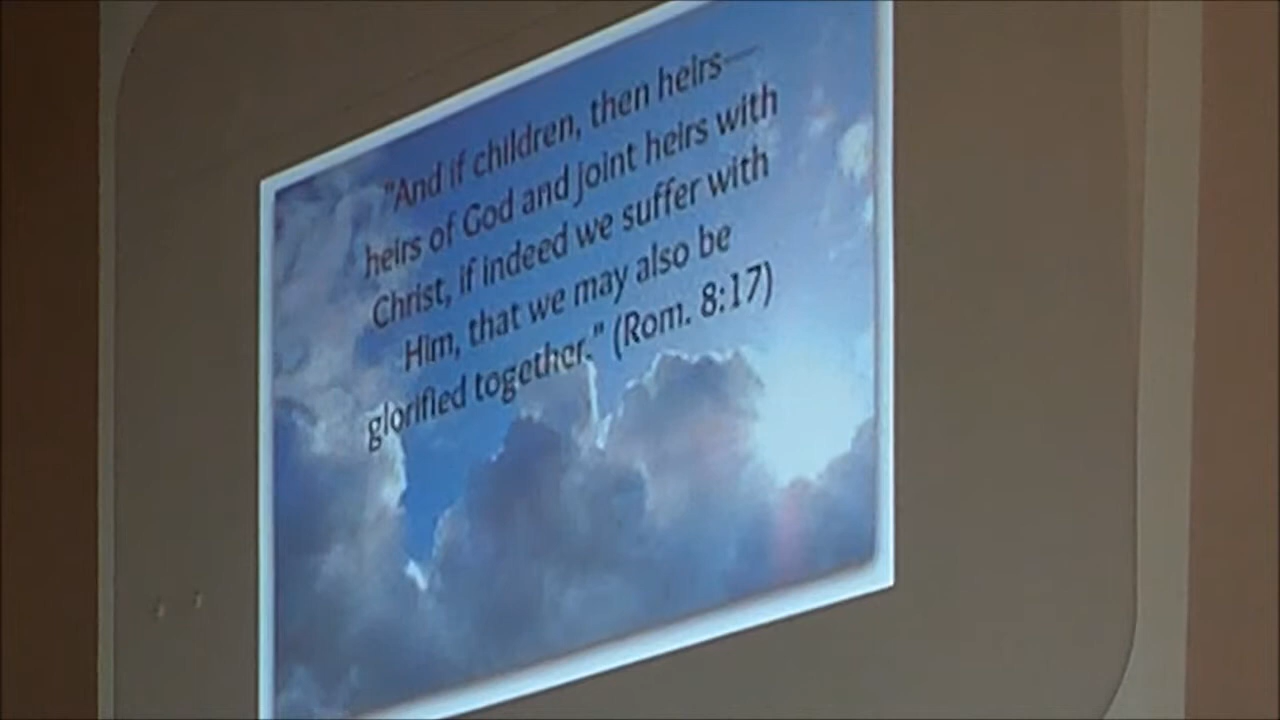 "And if children, then heirs—
heirs of God and joint heirs with
Christ, if indeed we suffer with
Him, that we may also be
glorified together." (Rom. 8:17)